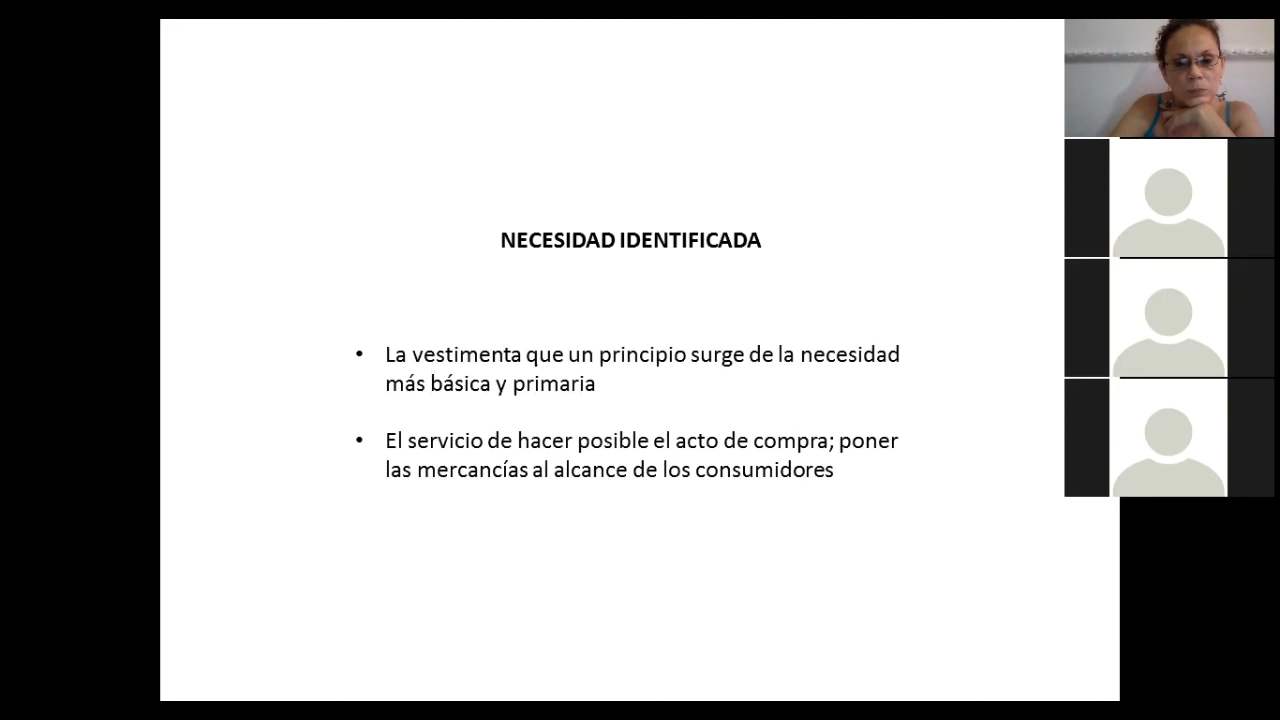 NECESIDAD IDENTIFICADA
• La vestimenta que un principio surge de la necesidad
más básica y primaria
• El servicio de hacer posible el acto de compra; poner
las mercancías al alcance de los consumidores